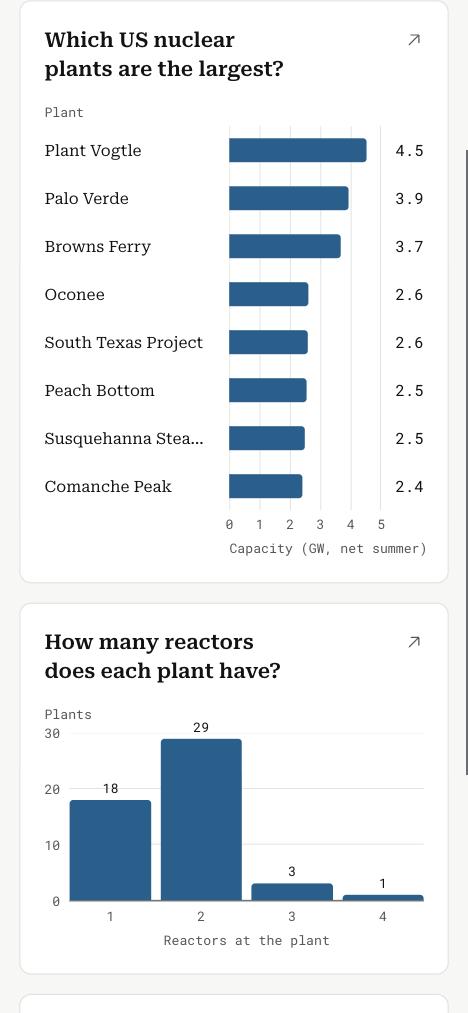 Which US nuclear
plants are the largest?
Plant
Plant Vogtle 4.5
Palo Verde 3.9
Browns Ferry 3.7
Oconee 2.6
South Texas Project 2.6
Peach Bottom 2.5
Susquehanna Stea... 2.5
Comanche Peak 2.4
0 1 2 3 4 5
Capacity (GW, net summer)
How many reactors
does each plant have?
Plants
30
20
10
0
18 29 3 1
1 2 3 4
Reactors at the plant